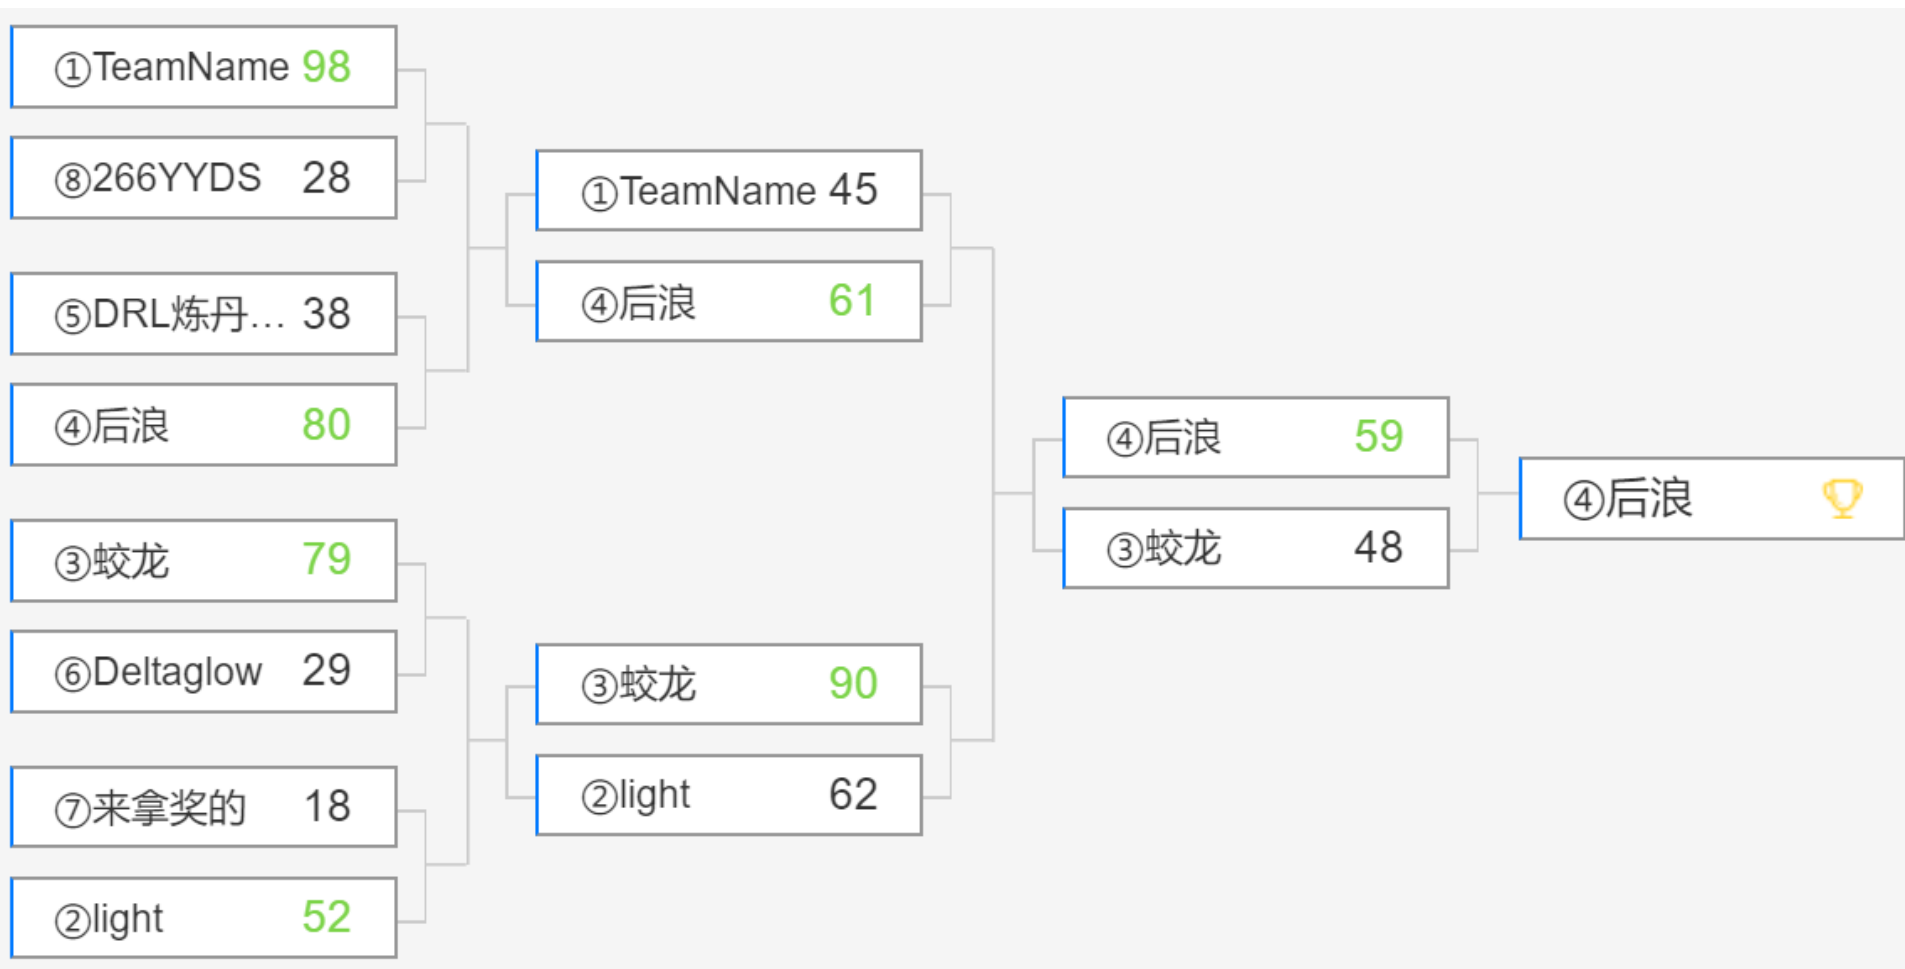 ①TeamName 98
⑧266YYDS 28
⑤DRL炼丹... 38
④后浪 80
③蛟龙 79
⑥Deltaglow 29
⑦来拿奖的 18
②light 52
①TeamName 45
④后浪 61
③蛟龙 90
②light 62
④后浪 59
③蛟龙 48
④后浪